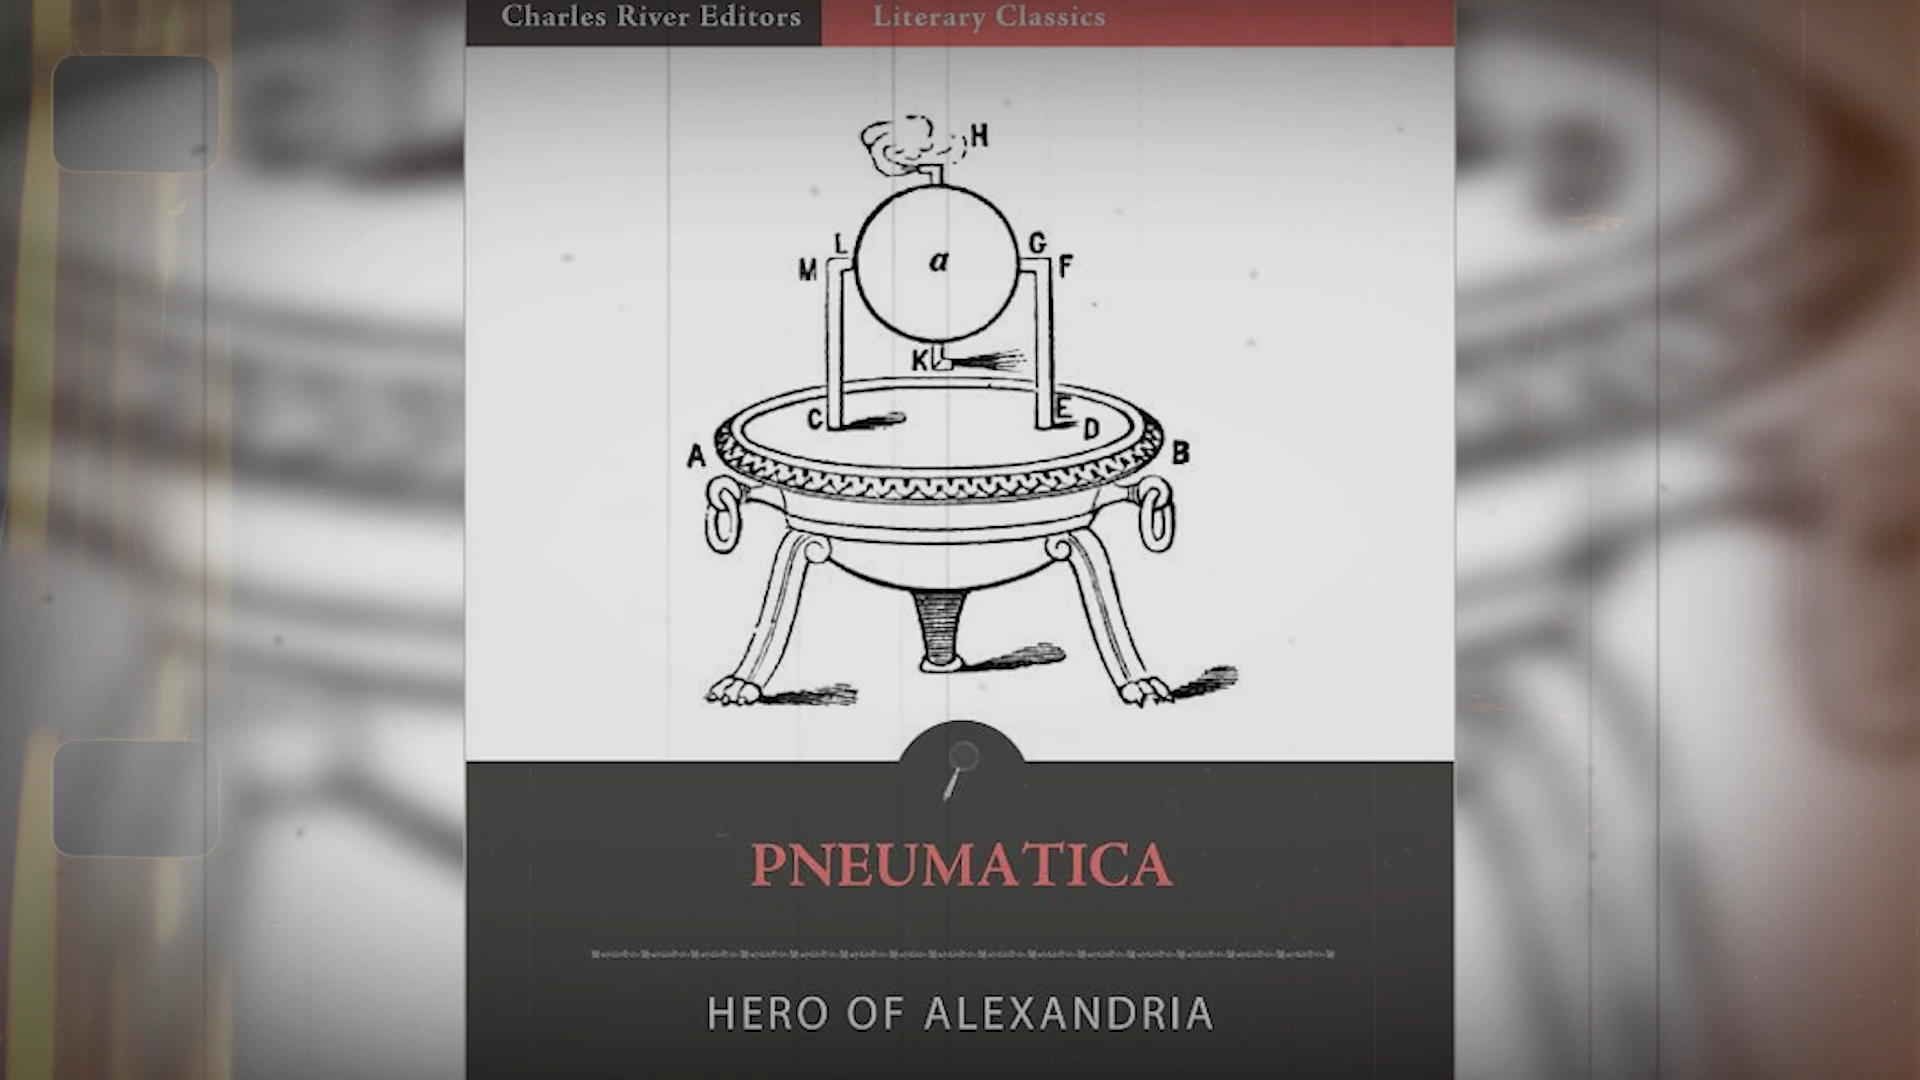 Charles River Editors Literary Classics
H
L G
M a F
K
C E
D
A B
PNEUMATICA
HERO OF ALEXANDRIA